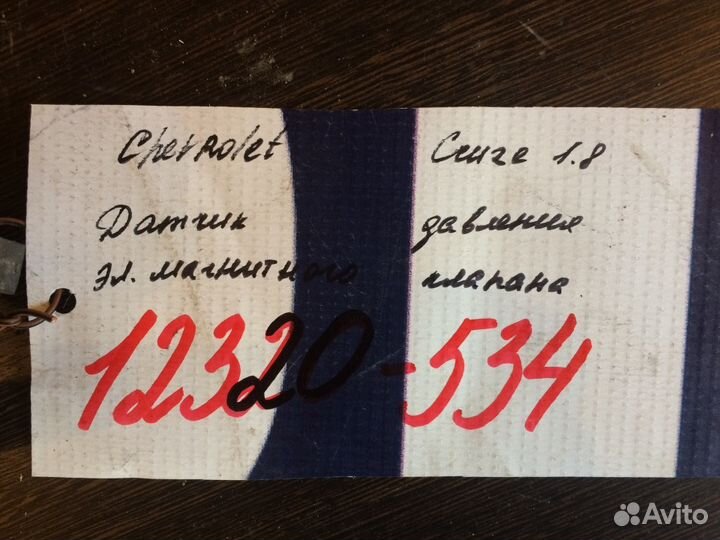 Chevrolet Cruze 1.8
Датчик давления
эл. магнитного клапана
12320-534
Avito